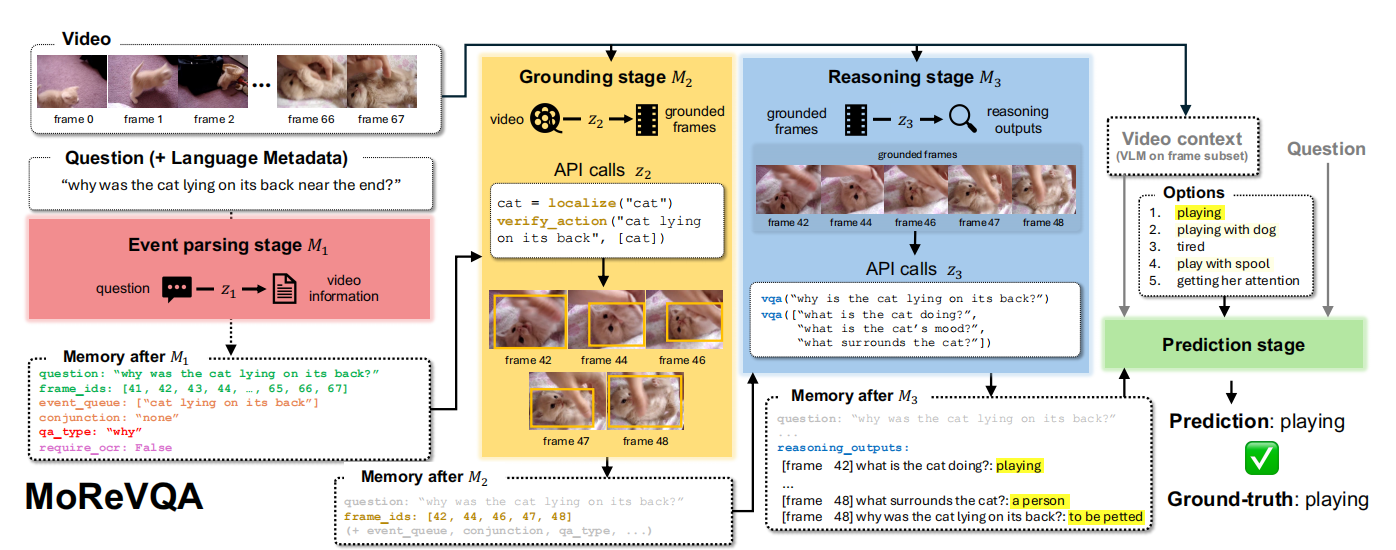 Video
frame 0
frame 1
frame 2
...
frame 66
frame 67
Question (+ Language Metadata)
“why was the cat lying on its back near the end?”
Event parsing stage M1
question
z1
video
information
Memory after M1
question: “why was the cat lying on its back?”
frame_ids: [41, 42, 43, 44, …, 65, 66, 67]
event_queue: [“cat lying on its back”]
conjunction: “none”
qa_type: “why”
require_ocr: False
MoReVQA
Grounding stage M2
video
z2
grounded
frames
API calls z2
cat = localize("cat")
verify_action("cat lying
on its back", [cat])
frame 42
frame 44
frame 46
frame 47
frame 48
Memory after M2
question: “why was the cat lying on its back?”
frame_ids: [42, 44, 46, 47, 48]
(+ event_queue, conjunction, qa_type, ...)
Reasoning stage M3
grounded
frames
z3
reasoning
outputs
grounded frames
frame 42
frame 44
frame 46
frame 47
frame 48
API calls z3
vqa(“why is the cat lying on its back?”)
vqa([“what is the cat doing?”,
“what is the cat’s mood?”,
“what surrounds the cat?”])
Memory after M3
question: “why was the cat lying on its back?”
...
reasoning_outputs:
[frame 42] what is the cat doing?: playing
...
[frame 48] what surrounds the cat?: a person
[frame 48] why was the cat lying on its back?: to be petted
Video context
(VLM on frame subset)
Question
Options
1. playing
2. playing with dog
3. tired
4. play with spool
5. getting her attention
Prediction stage
Prediction: playing
Ground-truth: playing